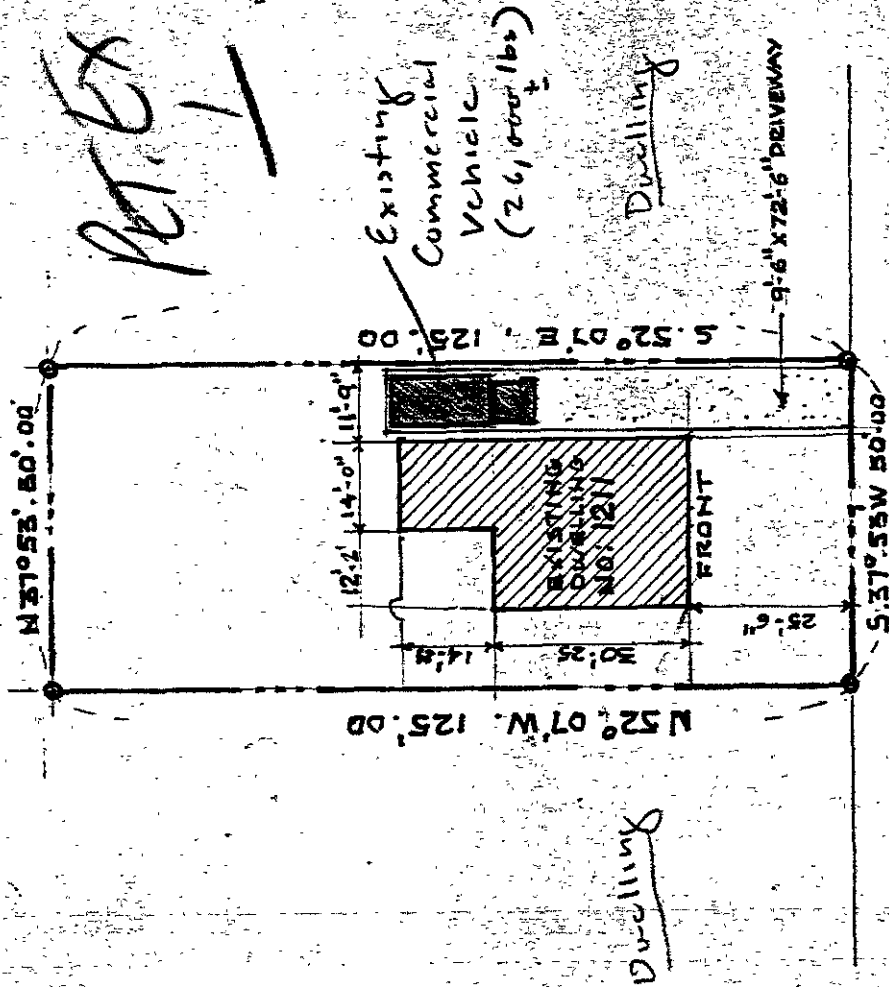 Pet. Ex
1
Existing
Commercial
Vehicle
(26,000 lbs)
±
Dwelling
9'-6" X 72'-6" DRIVEWAY
N 37° 53'. 50'. 00'
S. 52° 07' E. 125'. 00
11'-9"
14'-0"
12'-2'
EXISTING
DWELLING
NO: 1211
FRONT
14'-8"
30'-25
25'-6"
N 52° 07' W. 125'. 00
S. 37°. 53 W 50'. 00
Dwelling